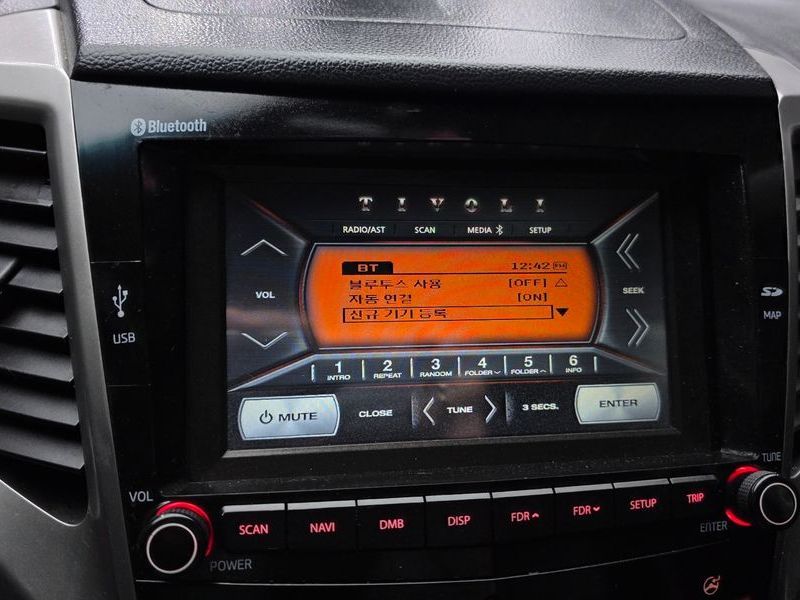 Bluetooth
TIVOLI
RADIO/AST SCAN MEDIA SETUP
BT 12:42 PM
블루투스 사용 [OFF]
자동 연결 [ON]
신규 기기 등록
VOL
SEEK
USB
SD
MAP
1 2 3 4 5 6
INTRO REPEAT RANDOM FOLDER FOLDER INFO
MUTE CLOSE TUNE 3 SECS. ENTER
VOL
TUNE
SCAN NAVI DMB DISP FDR FDR SETUP TRIP
POWER
ENTER